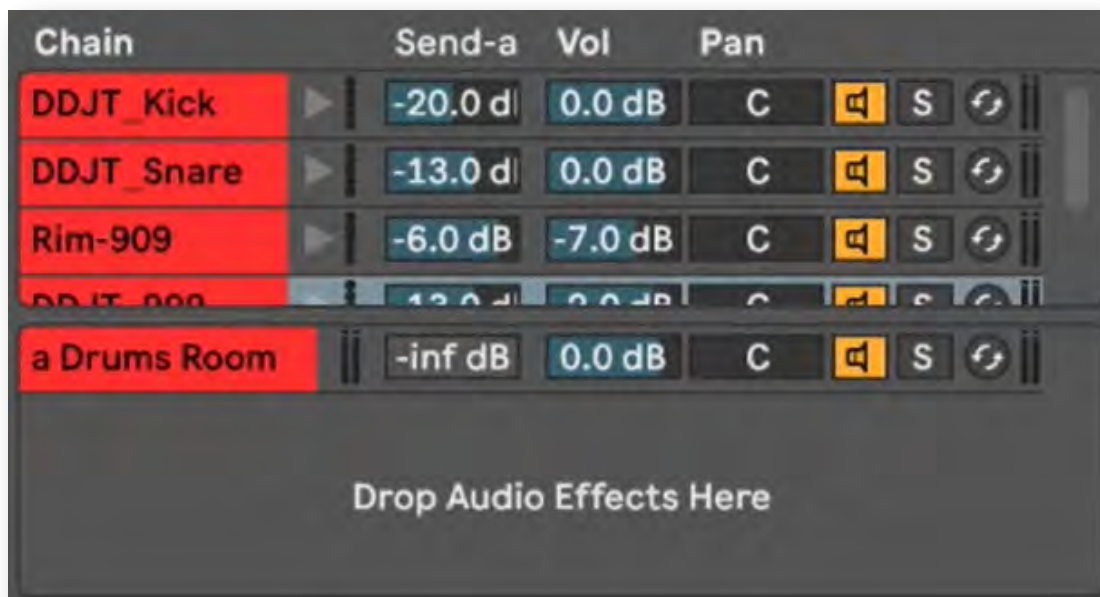 Chain Send-a Vol Pan
DDJT_Kick -20.0 d 0.0 dB C S
DDJT_Snare -13.0 d 0.0 dB C S
Rim-909 -6.0 dB -7.0 dB C S
a Drums Room -inf dB 0.0 dB C S
Drop Audio Effects Here